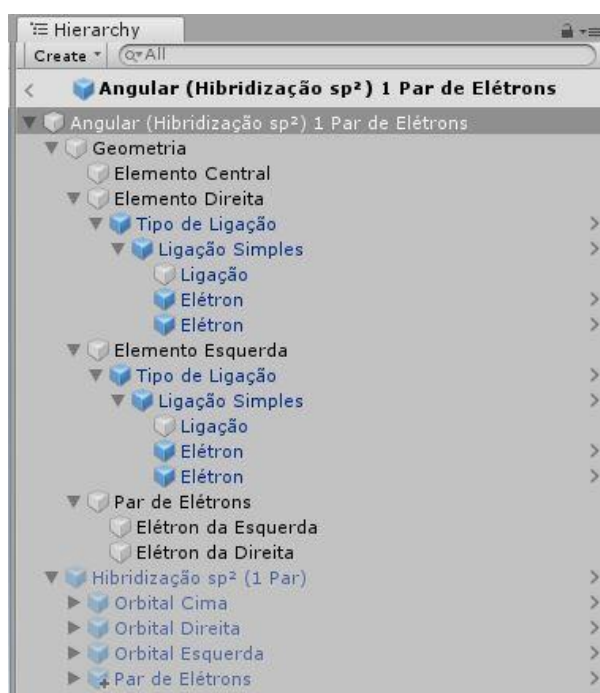 Hierarchy
Create All
Angular (Hibridização sp²) 1 Par de Elétrons
Angular (Hibridização sp²) 1 Par de Elétrons
Geometria
Elemento Central
Elemento Direita
Tipo de Ligação
Ligação Simples
Ligação
Elétron
Elétron
Elemento Esquerda
Tipo de Ligação
Ligação Simples
Ligação
Elétron
Elétron
Par de Elétrons
Elétron da Esquerda
Elétron da Direita
Hibridização sp² (1 Par)
Orbital Cima
Orbital Direita
Orbital Esquerda
Par de Elétrons